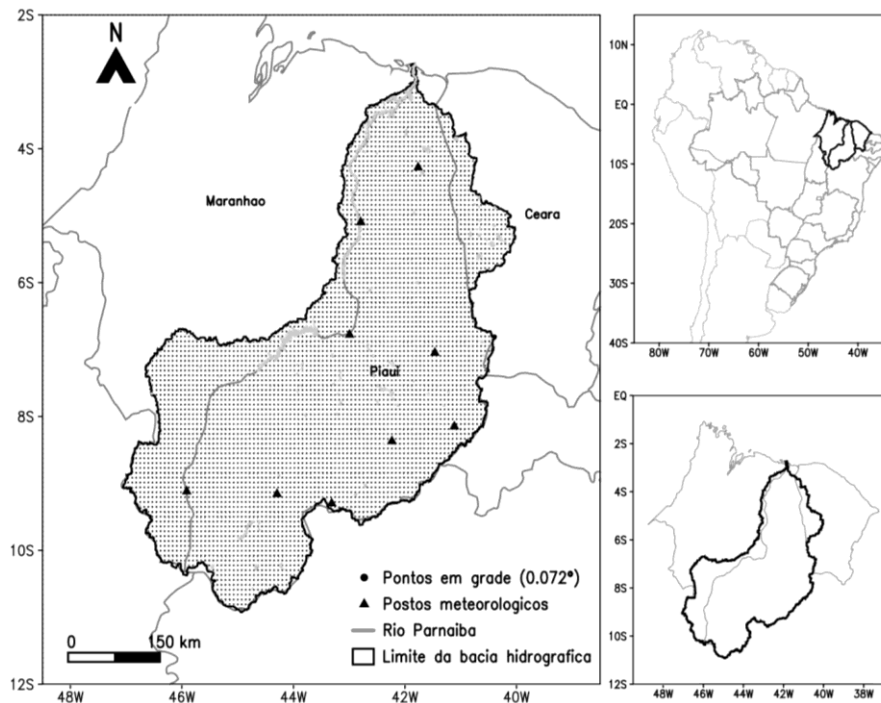 2S
N
4S
Maranhao
Ceara
6S
Piaui
8S
10S
Pontos em grade (0.072°)
Postos meteorologicos
Rio Parnaiba
Limite da bacia hidrografica
0 150 km
12S
48W 46W 44W 42W 40W
10N
EQ
10S
20S
30S
40S
80W 70W 60W 50W 40W
EQ
2S
4S
6S
8S
10S
12S
48W 46W 44W 42W 40W 38W